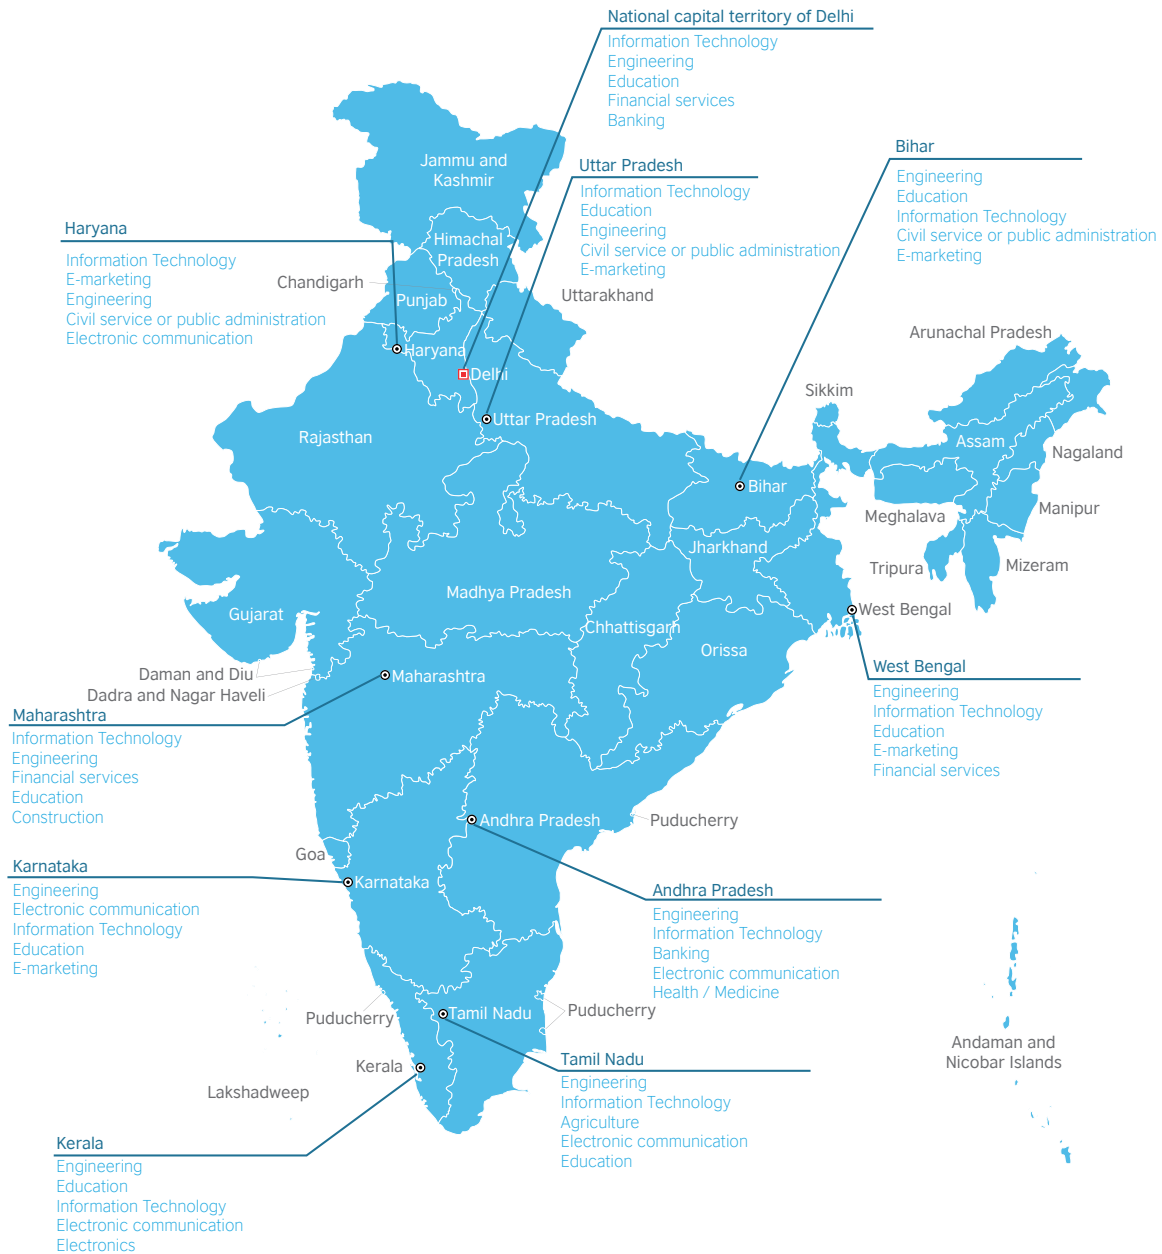 National capital territory of Delhi
Information Technology
Engineering
Education
Financial services
Banking
Bihar
Engineering
Education
Information Technology
Civil service or public administration
E-marketing
Uttar Pradesh
Information Technology
Education
Engineering
Civil service or public administration
E-marketing
Haryana
Information Technology
E-marketing
Engineering
Civil service or public administration
Electronic communication
Jammu and
Kashmir
Himachal
Pradesh
Chandigarh
Punjab
Uttarakhand
Haryana
Delhi
Uttar Pradesh
Rajasthan
Arunachal Pradesh
Sikkim
Assam
Nagaland
Bihar
Meghalava
Manipur
Jharkhand
Tripura
Mizeram
Madhya Pradesh
Gujarat
Chhattisgarh
West Bengal
Orissa
Daman and Diu
Dadra and Nagar Haveli
Maharashtra
West Bengal
Engineering
Information Technology
Education
E-marketing
Financial services
Maharashtra
Information Technology
Engineering
Financial services
Education
Construction
Andhra Pradesh
Puducherry
Goa
Karnataka
Karnataka
Engineering
Electronic communication
Information Technology
Education
E-marketing
Andhra Pradesh
Engineering
Information Technology
Banking
Electronic communication
Health / Medicine
Puducherry
Tamil Nadu
Puducherry
Andaman and
Nicobar Islands
Kerala
Lakshadweep
Tamil Nadu
Engineering
Information Technology
Agriculture
Electronic communication
Education
Kerala
Engineering
Education
Information Technology
Electronic communication
Electronics